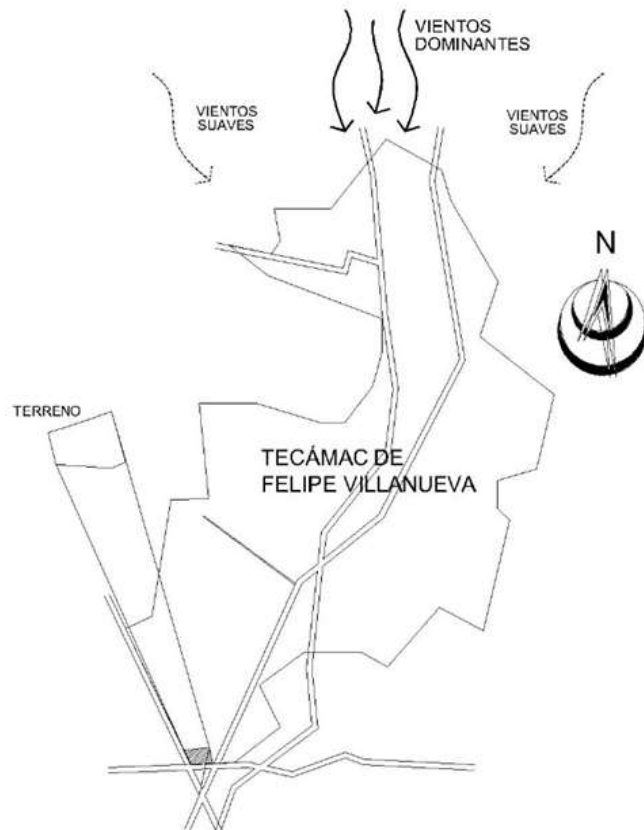 VIENTOS
DOMINANTES
VIENTOS
SUAVES
VIENTOS
SUAVES
N
TERRENO
TECÁMAC DE
FELIPE VILLANUEVA